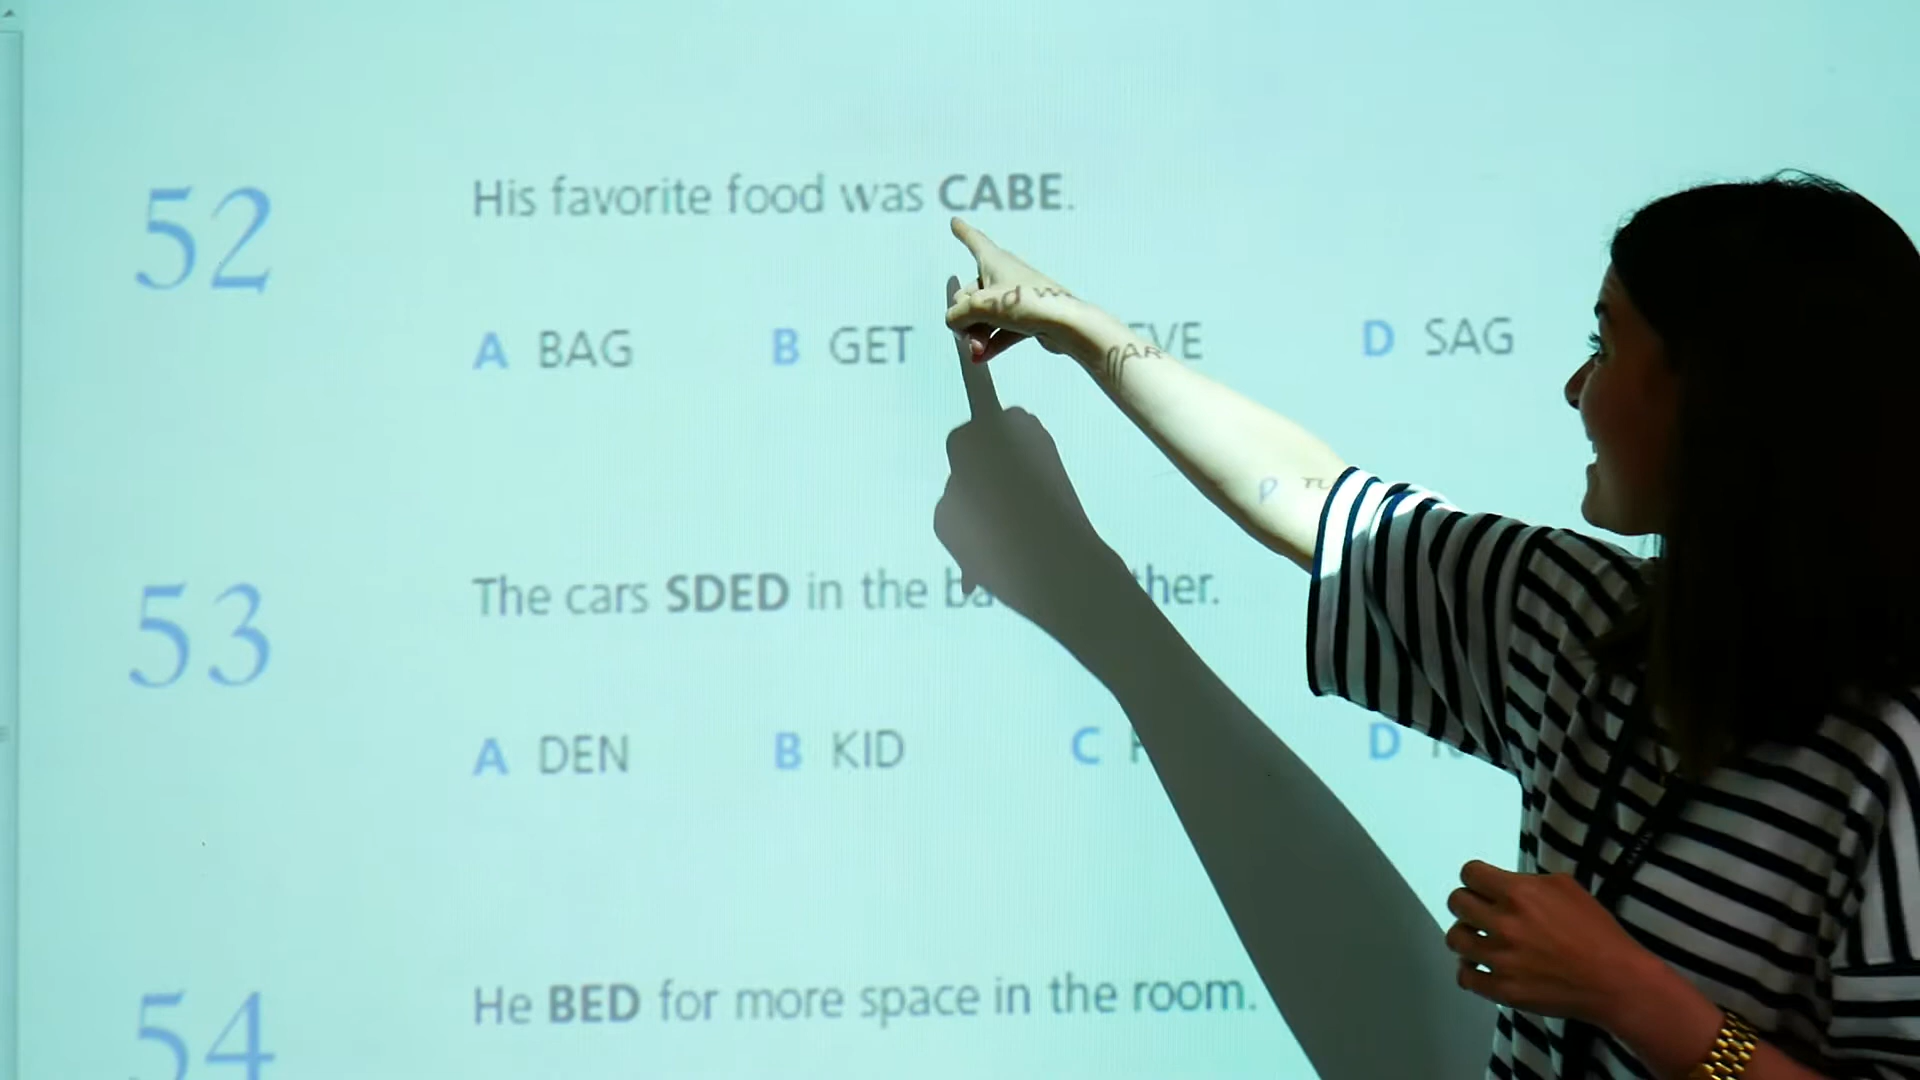 52
His favorite food was CABE.
A BAG B GET D SAG
53
The cars SDED in the
A DEN B KID C D
54
He BED for more space in the room.